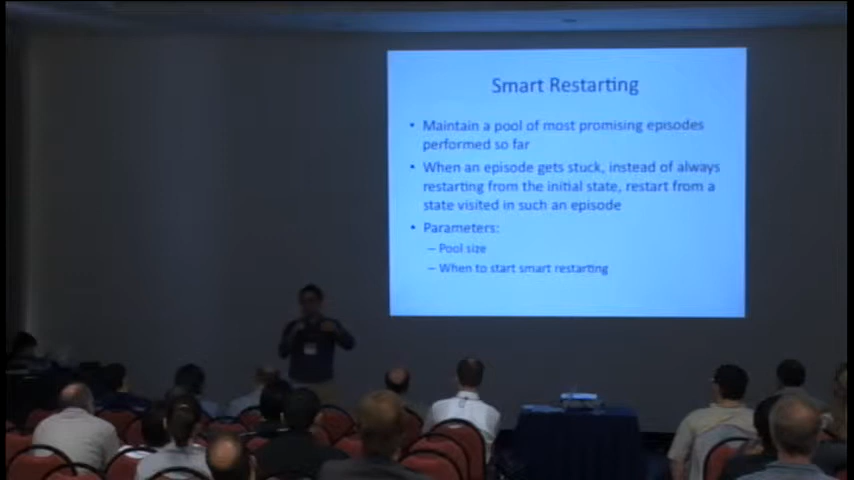 Smart Restarting
• Maintain a pool of most promising episodes
performed so far
• When an episode gets stuck, instead of always
restarting from the initial state, restart from a
state visited in such an episode
• Parameters:
– Pool size
– When to start smart restarting